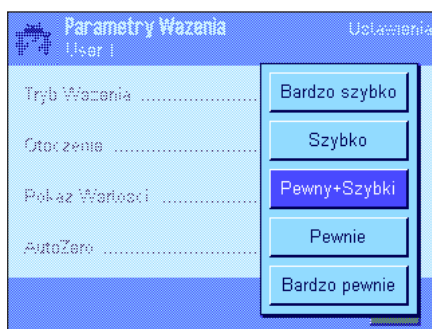 Parametry Wazenia
Ustawienia
User 1
Tryb Wazenia ..................
Bardzo szybko
Otoczenie ..................
Szybko
Pokaz Wartosci ..............
Pewny+Szybki
AutoZero ..................
Pewnie
Bardzo pewnie